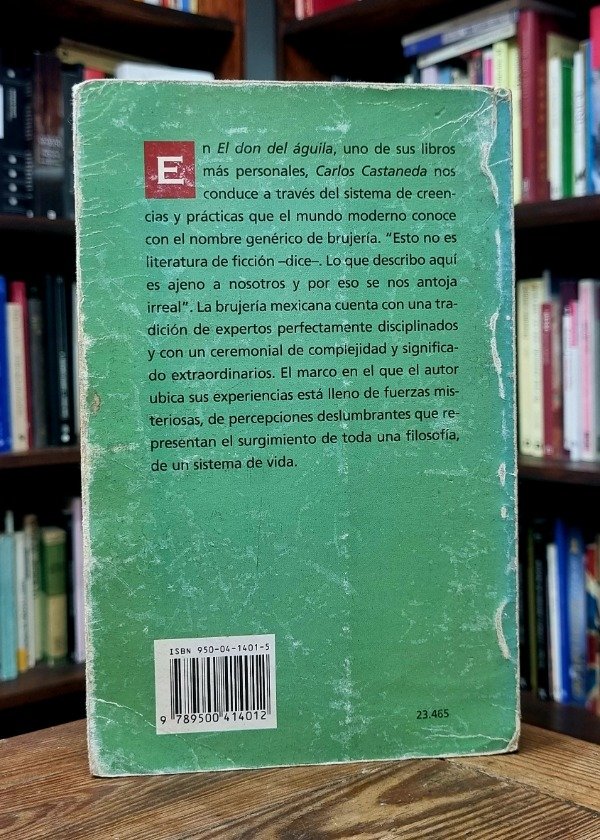 En El don del águila, uno de sus libros
más personales, Carlos Castaneda nos
conduce a través del sistema de creen-
cias y prácticas que el mundo moderno conoce
con el nombre genérico de brujería. "Esto no es
literatura de ficción –dice–. Lo que describo aquí
es ajeno a nosotros y por eso se nos antoja
irreal". La brujería mexicana cuenta con una tra-
dición de expertos perfectamente disciplinados
y con un ceremonial de complejidad y significa-
do extraordinarios. El marco en el que el autor
ubica sus experiencias está lleno de fuerzas mis-
teriosas, de percepciones deslumbrantes que re-
presentan el surgimiento de toda una filosofía,
de un sistema de vida.
ISBN 950-04-1401-5
9 789500 414012
23.465